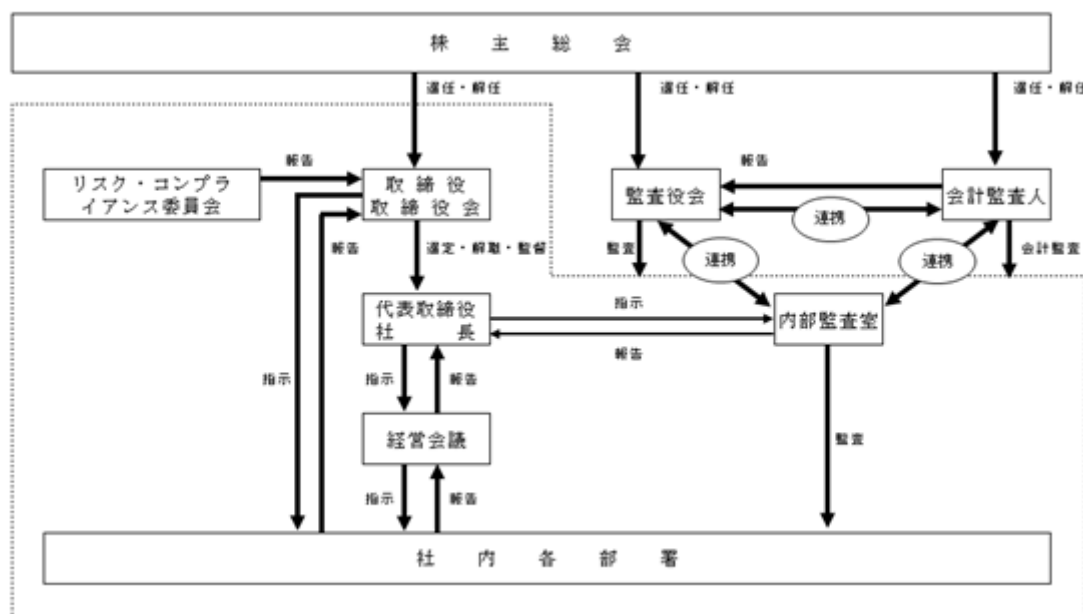 株主総会
選任・解任
選任・解任
選任・解任
リスク・コンプラ
イアンス委員会
報告
取締役
取締役会
監査役会
報告
連携
会計監査人
指示
報告
選定・解職・監督
監査
連携
連携
会計監査
代表取締役
社長
指示
報告
内部監査室
指示
報告
経営会議
監査
指示
報告
社内各部署